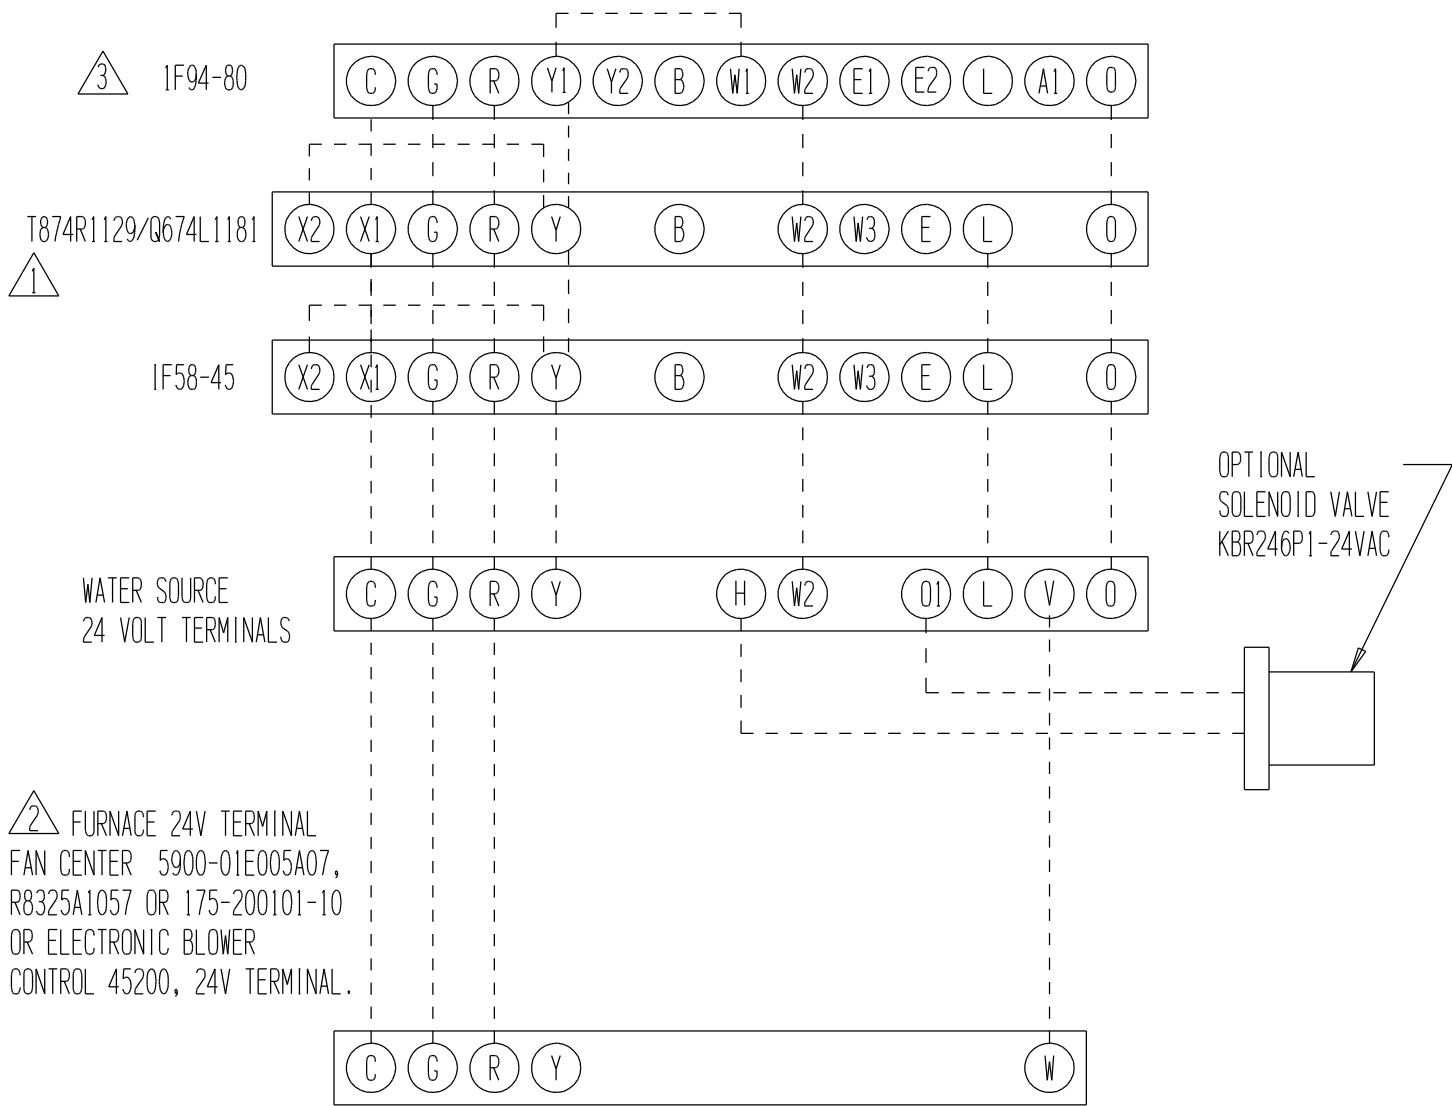 3 1F94-80 C G R Y1 Y2 B W1 W2 E1 E2 L A1 O
T874R1129/Q674L1181 X2 X1 G R Y B W2 W3 E L O
1
IF58-45 X2 X1 G R Y B W2 W3 E L O
OPTIONAL
SOLENOID VALVE
KBR246P1-24VAC
WATER SOURCE
24 VOLT TERMINALS
C G R Y H W2 O1 L V O
2 FURNACE 24V TERMINAL
FAN CENTER 5900-01E005A07,
R8325A1057 OR 175-200101-10
OR ELECTRONIC BLOWER
CONTROL 45200, 24V TERMINAL.
C G R Y W